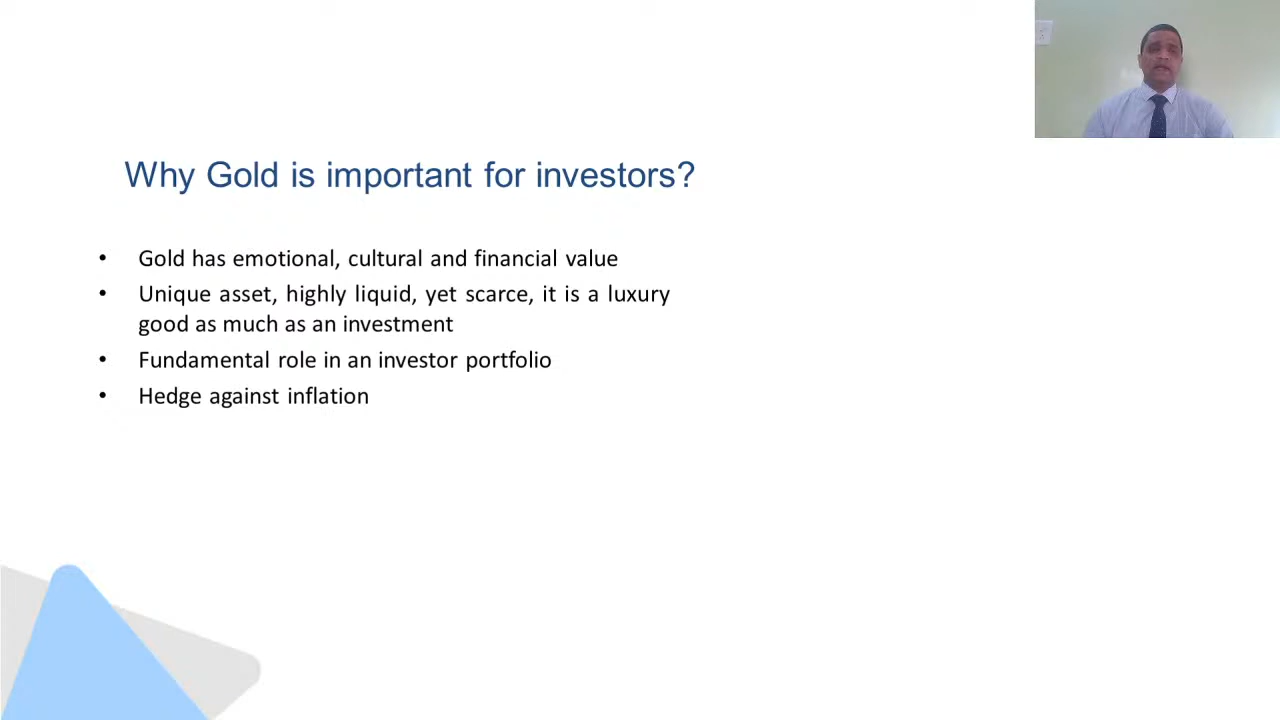 Why Gold is important for investors?
• Gold has emotional, cultural and financial value
• Unique asset, highly liquid, yet scarce, it is a luxury
good as much as an investment
• Fundamental role in an investor portfolio
• Hedge against inflation